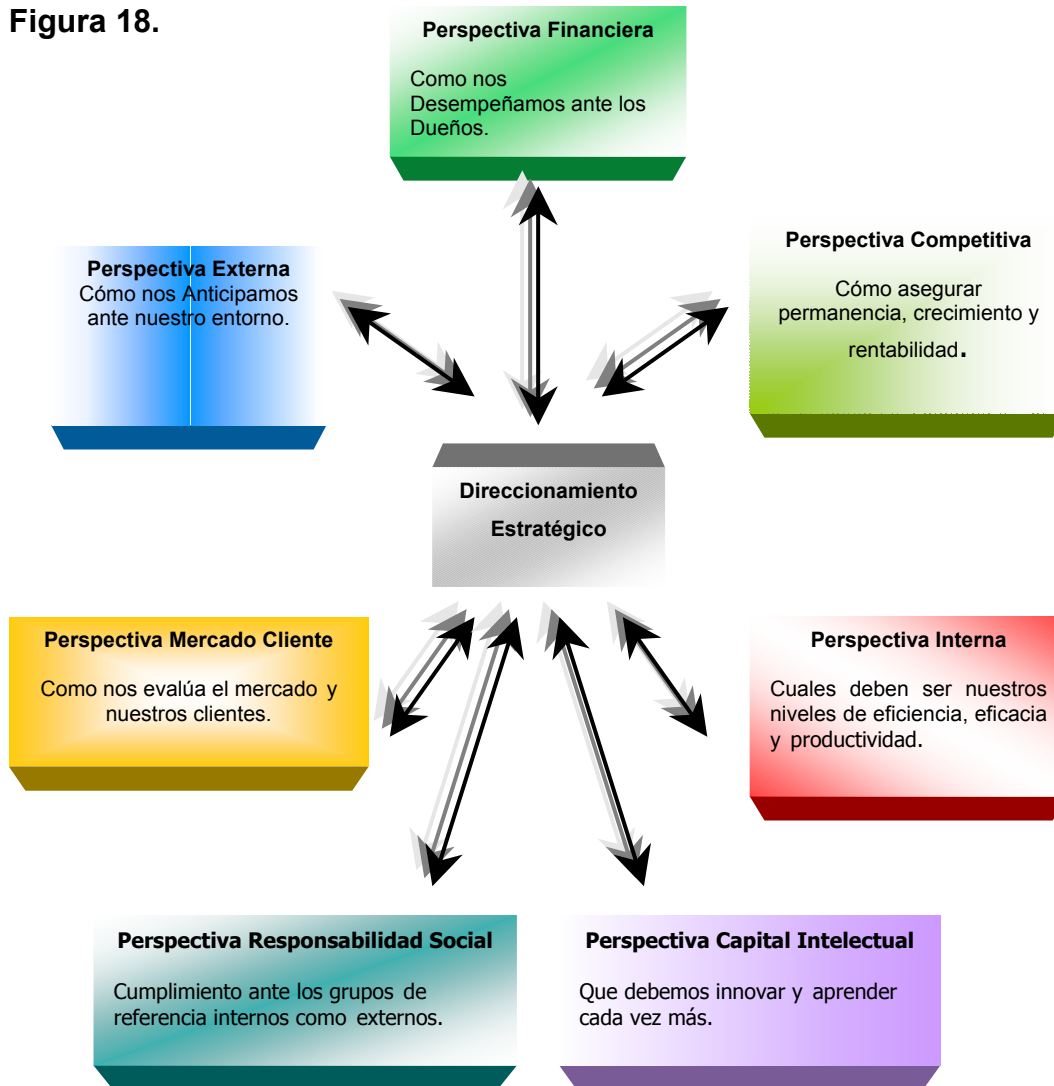 Figura 18.
Perspectiva Financiera
Como nos
Desempeñamos ante los
Dueños.
Perspectiva Externa
Cómo nos Anticipamos
ante nuestro entorno.
Perspectiva Competitiva
Cómo asegurar
permanencia, crecimiento y
rentabilidad.
Direccionamiento
Estratégico
Perspectiva Mercado Cliente
Como nos evalúa el mercado y
nuestros clientes.
Perspectiva Interna
Cuales deben ser nuestros
niveles de eficiencia, eficacia
y productividad.
Perspectiva Responsabilidad Social
Cumplimiento ante los grupos de
referencia internos como externos.
Perspectiva Capital Intelectual
Que debemos innovar y aprender
cada vez más.